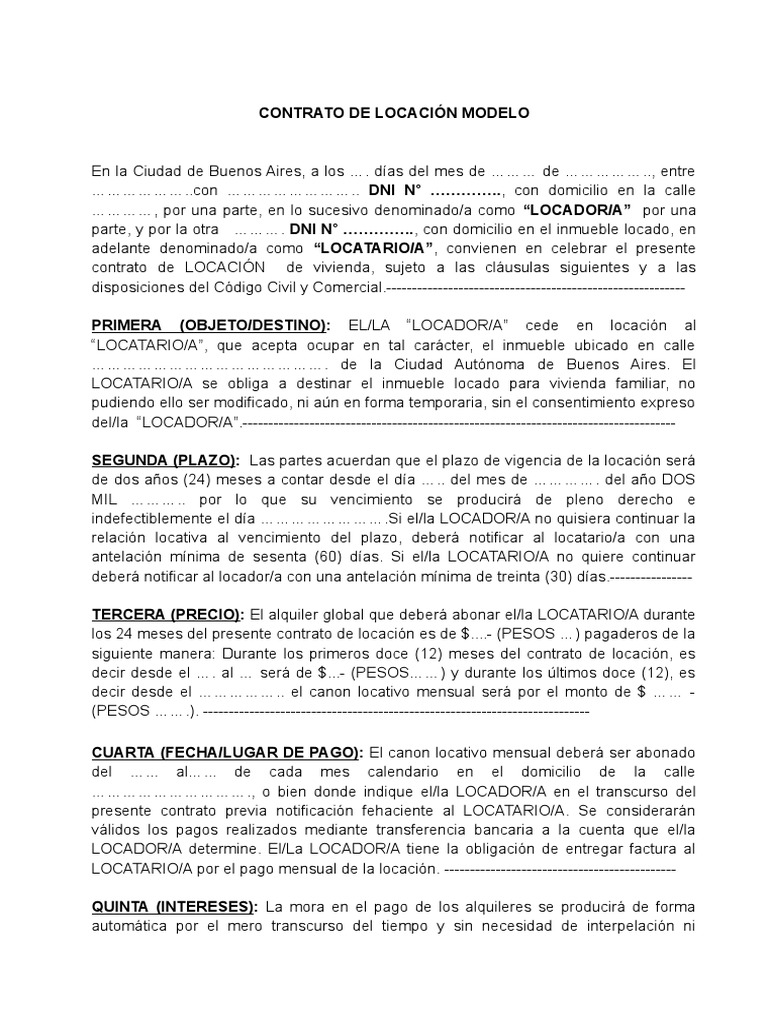 CONTRATO DE LOCACIÓN MODELO
En la Ciudad de Buenos Aires, a los …. días del mes de ……… de …………….., entre
………………..con …………………….. DNI N° …………., con domicilio en la calle
…………, por una parte, en lo sucesivo denominado/a como “LOCADOR/A” por una
parte, y por la otra ………. DNI N° …………., con domicilio en el inmueble locado, en
adelante denominado/a como “LOCATARIO/A”, convienen en celebrar el presente
contrato de LOCACIÓN de vivienda, sujeto a las cláusulas siguientes y a las
disposiciones del Código Civil y Comercial.----------------------------------------------------------
PRIMERA (OBJETO/DESTINO): EL/LA “LOCADOR/A” cede en locación al
“LOCATARIO/A”, que acepta ocupar en tal carácter, el inmueble ubicado en calle
………………………………………. de la Ciudad Autónoma de Buenos Aires. El
LOCATARIO/A se obliga a destinar el inmueble locado para vivienda familiar, no
pudiendo ello ser modificado, ni aún en forma temporaria, sin el consentimiento expreso
del/la “LOCADOR/A”.------------------------------------------------------------------------------------
SEGUNDA (PLAZO): Las partes acuerdan que el plazo de vigencia de la locación será
de dos años (24) meses a contar desde el día ….. del mes de …………. del año DOS
MIL ……….. por lo que su vencimiento se producirá de pleno derecho e
indefectiblemente el día …………………….Si el/la LOCADOR/A no quisiera continuar la
relación locativa al vencimiento del plazo, deberá notificar al locatario/a con una
antelación mínima de sesenta (60) días. Si el/la LOCATARIO/A no quiere continuar
deberá notificar al locador/a con una antelación mínima de treinta (30) días.----------------
TERCERA (PRECIO): El alquiler global que deberá abonar el/la LOCATARIO/A durante
los 24 meses del presente contrato de locación es de $....- (PESOS …) pagaderos de la
siguiente manera: Durante los primeros doce (12) meses del contrato de locación, es
decir desde el …. al … será de $...- (PESOS……) y durante los últimos doce (12), es
decir desde el …………….. el canon locativo mensual será por el monto de $ …… -
(PESOS …….). ---------------------------------------------------------------------------
CUARTA (FECHA/LUGAR DE PAGO): El canon locativo mensual deberá ser abonado
del …… al…… de cada mes calendario en el domicilio de la calle
…………………………., o bien donde indique el/la LOCADOR/A en el transcurso del
presente contrato previa notificación fehaciente al LOCATARIO/A. Se considerarán
válidos los pagos realizados mediante transferencia bancaria a la cuenta que el/la
LOCADOR/A determine. El/La LOCADOR/A tiene la obligación de entregar factura al
LOCATARIO/A por el pago mensual de la locación. ---------------------------------------------
QUINTA (INTERESES): La mora en el pago de los alquileres se producirá de forma
automática por el mero transcurso del tiempo y sin necesidad de interpelación ni